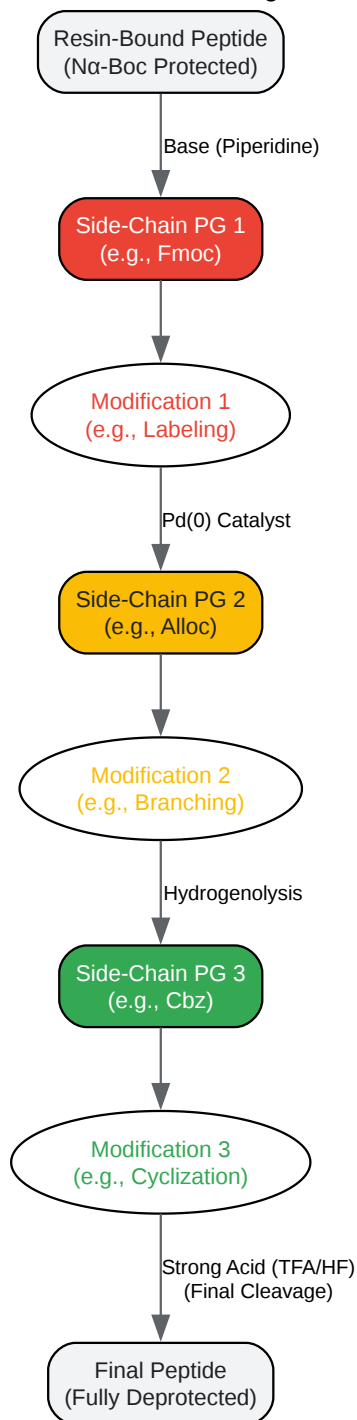 Resin-Bound Peptide
(Nα-Boc Protected)
Base (Piperidine)
Side-Chain PG 1
(e.g., Fmoc)
Modification 1
(e.g., Labeling)
Pd(0) Catalyst
Side-Chain PG 2
(e.g., Alloc)
Modification 2
(e.g., Branching)
Hydrogenolysis
Side-Chain PG 3
(e.g., Cbz)
Modification 3
(e.g., Cyclization)
Strong Acid (TFA/HF)
(Final Cleavage)
Final Peptide
(Fully Deprotected)